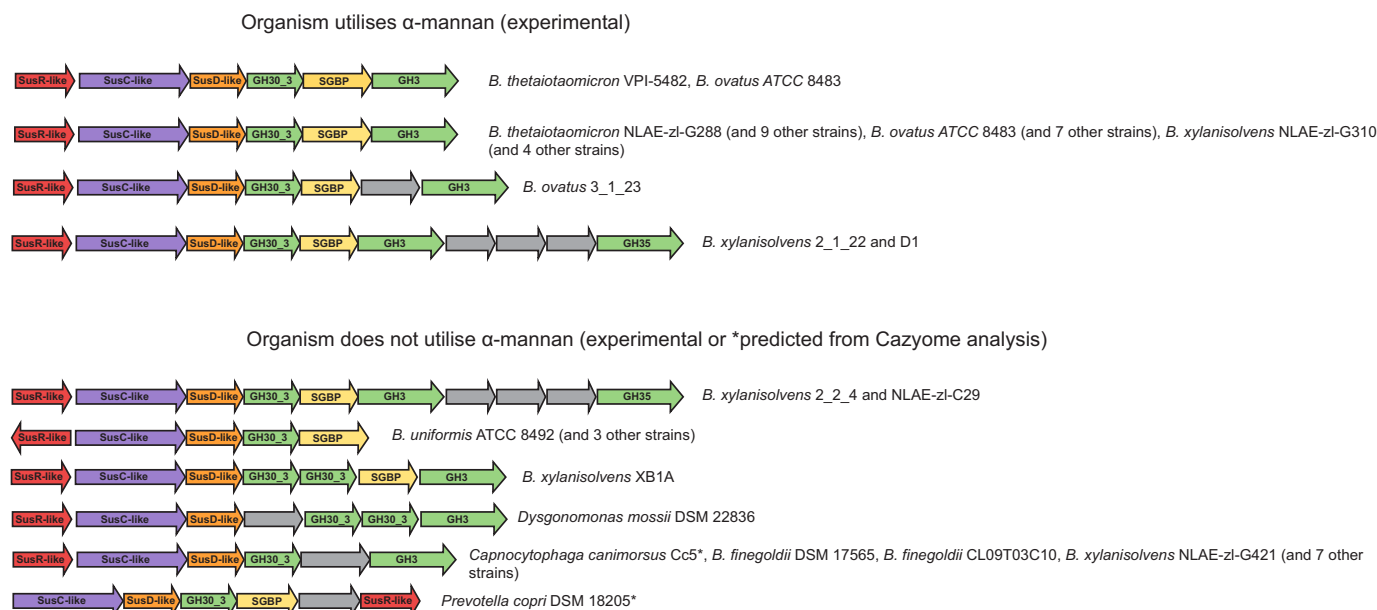 Organism utilises α-mannan (experimental)
SusR-like SusC-like SusD-like GH30_3 SGBP GH3 B. thetaiotaomicron VPI-5482, B. ovatus ATCC 8483
SusR-like SusC-like SusD-like GH30_3 SGBP GH3 B. thetaiotaomicron NLAE-zl-G288 (and 9 other strains), B. ovatus ATCC 8483 (and 7 other strains), B. xylanisolvens NLAE-zl-G310
(and 4 other strains)
SusR-like SusC-like SusD-like GH30_3 SGBP GH3 B. ovatus 3_1_23
SusR-like SusC-like SusD-like GH30_3 SGBP GH3 GH35 B. xylanisolvens 2_1_22 and D1
Organism does not utilise α-mannan (experimental or *predicted from Cazyome analysis)
SusR-like SusC-like SusD-like GH30_3 SGBP GH3 GH35 B. xylanisolvens 2_2_4 and NLAE-zl-C29
SusR-like SusC-like SusD-like GH30_3 SGBP B. uniformis ATCC 8492 (and 3 other strains)
SusR-like SusC-like SusD-like GH30_3 GH30_3 SGBP GH3 B. xylanisolvens XB1A
SusR-like SusC-like SusD-like GH30_3 GH30_3 GH3 Dysgonomonas mossii DSM 22836
SusR-like SusC-like SusD-like GH30_3 GH3 Capnocytophaga canimorsus Cc5*, B. finegoldii DSM 17565, B. finegoldii CL09T03C10, B. xylanisolvens NLAE-zl-G421 (and 7 other
strains)
SusC-like SusD-like GH30_3 SGBP SusR-like Prevotella copri DSM 18205*